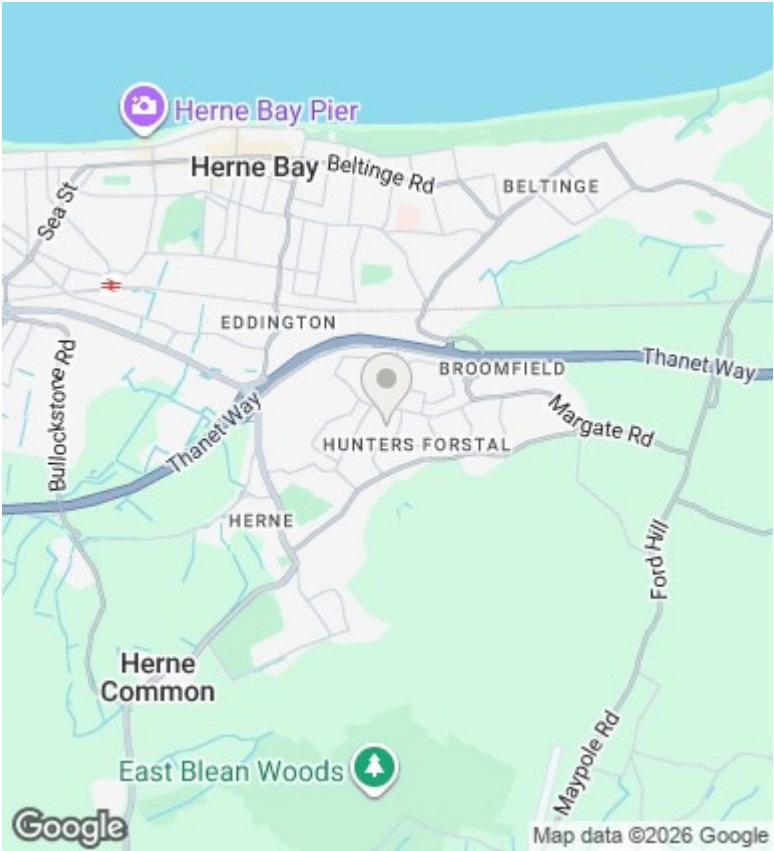 Herne Bay Pier
Herne Bay
Beltinge Rd
BELTINGE
Sea St
EDDINGTON
Thanet Way
BROOMFIELD
Bullockstone Rd
Thanet Way
Margate Rd
HUNTERS FORSTAL
HERNE
Ford Hill
Herne
Common
East Blean Woods
Maypole Rd
Google
Map data ©2026 Google